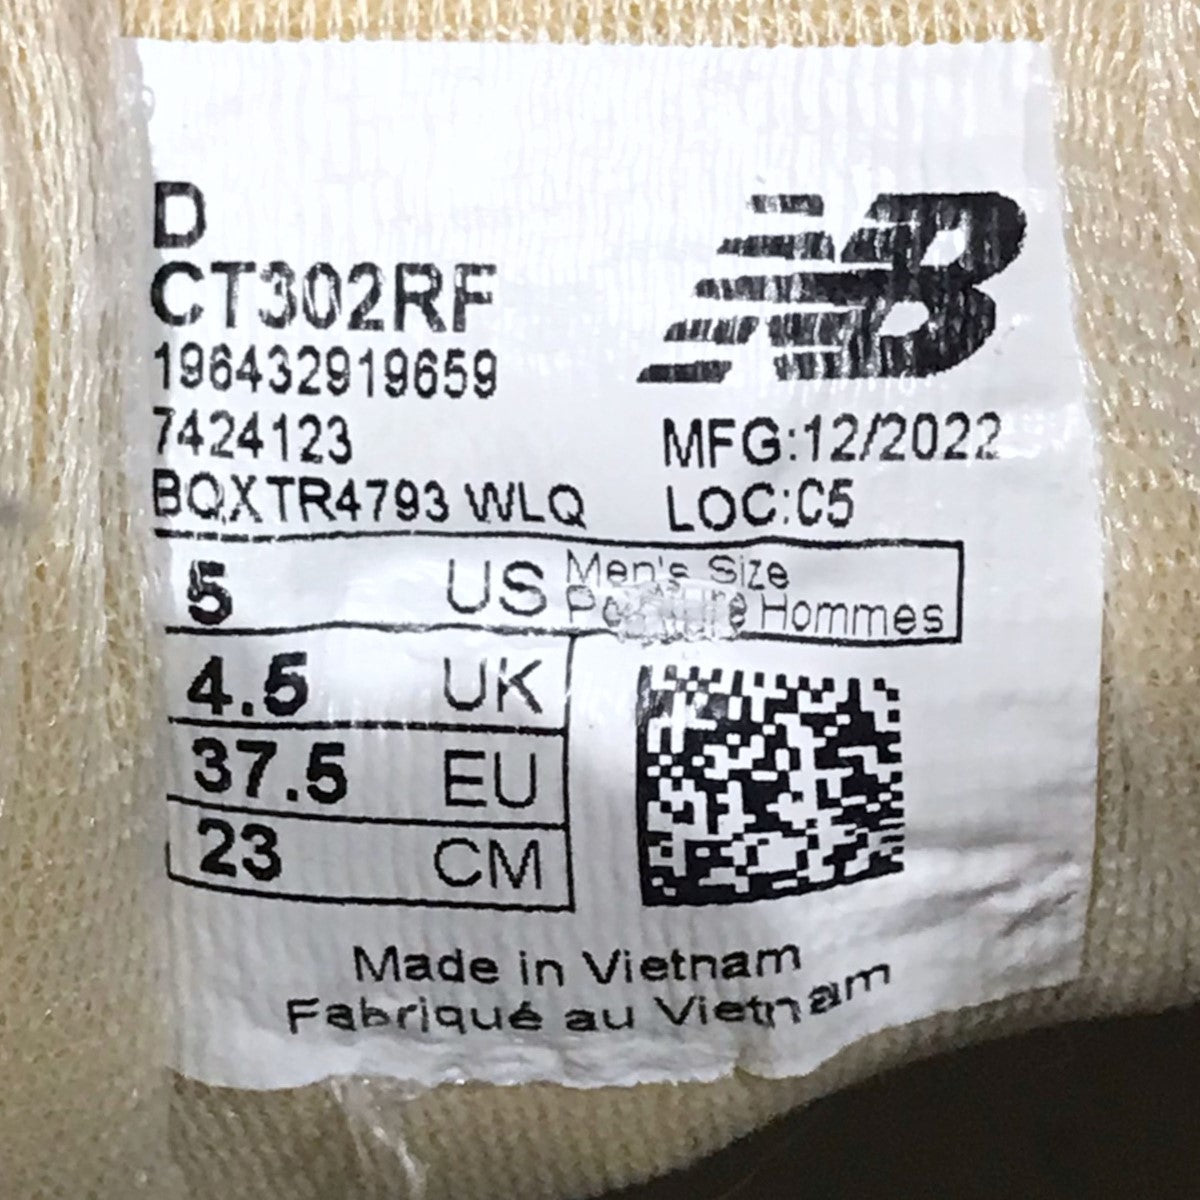 D
CT302RF
196432919659
7424123
BQXTR4793 WLQ
NB
MFG:12/2022
LOC:C5
5 US Men's Size
Hommes
4.5 UK
37.5 EU
23 CM
Made in Vietnam
Fabriqué au Vietnam